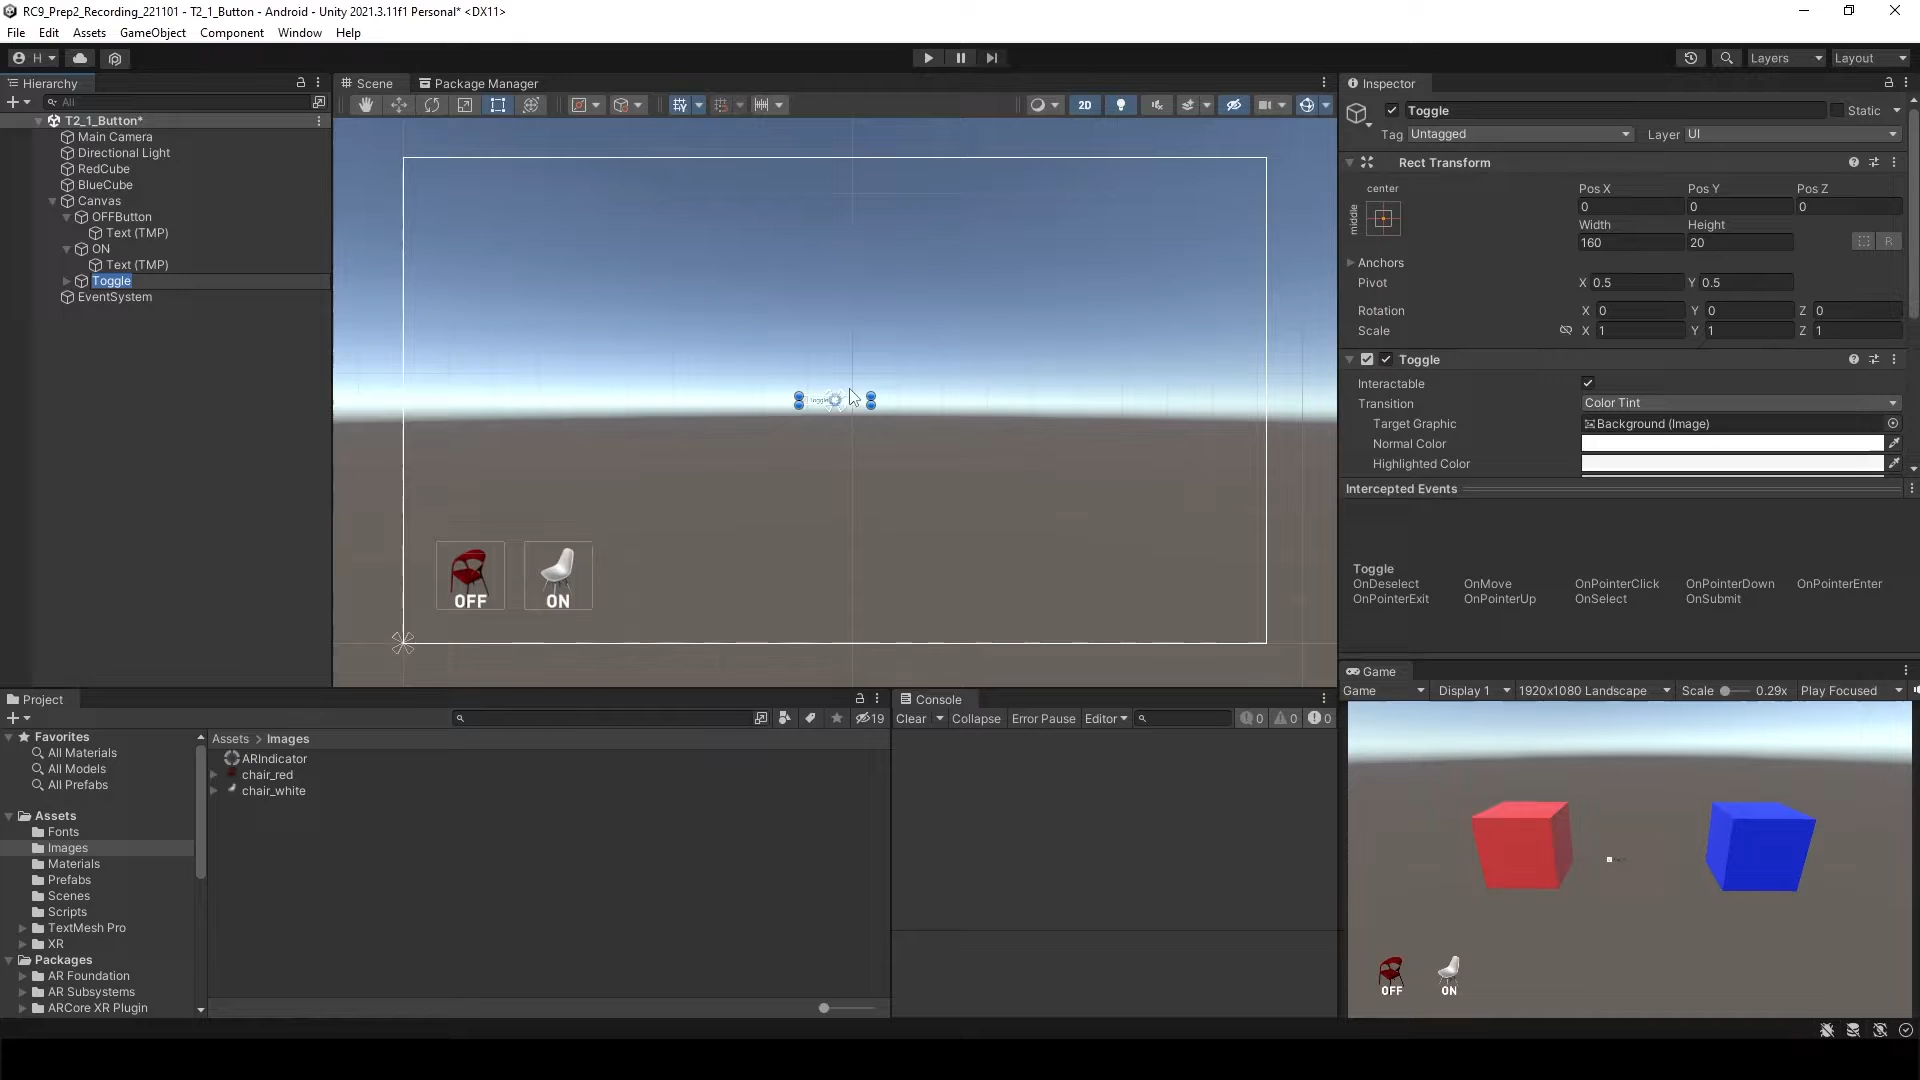 RC9_Prep2_Recording_221101 - T2_1_Button - Android - Unity 2021.3.11f1 Personal* <DX11>
File Edit Assets GameObject Component Window Help
H Layers Layout
Hierarchy
All
T2_1_Button*
Main Camera
Directional Light
RedCube
BlueCube
Canvas
OFFButton
Text (TMP)
ON
Text (TMP)
Toggle
EventSystem
Scene Package Manager
2D
Toggle
OFF ON
Inspector
Toggle Static
Tag Untagged Layer UI
Rect Transform
center
middle
Pos X Pos Y Pos Z
0 0 0
Width Height
160 20
R
Anchors
Pivot X 0.5 Y 0.5
Rotation X 0 Y 0 Z 0
Scale X 1 Y 1 Z 1
Toggle
Interactable
Transition Color Tint
Target Graphic Background (Image)
Normal Color
Highlighted Color
Intercepted Events
Toggle
OnDeselect OnMove OnPointerClick OnPointerDown OnPointerEnter
OnPointerExit OnPointerUp OnSelect OnSubmit
Project
19
Favorites
All Materials
All Models
All Prefabs
Assets
Fonts
Images
Materials
Prefabs
Scenes
Scripts
TextMesh Pro
XR
Packages
AR Foundation
AR Subsystems
ARCore XR Plugin
Assets > Images
ARIndicator
chair_red
chair_white
Console
Clear Collapse Error Pause Editor 0 0 0
Game
Game Display 1 1920x1080 Landscape Scale 0.29x Play Focused
OFF ON